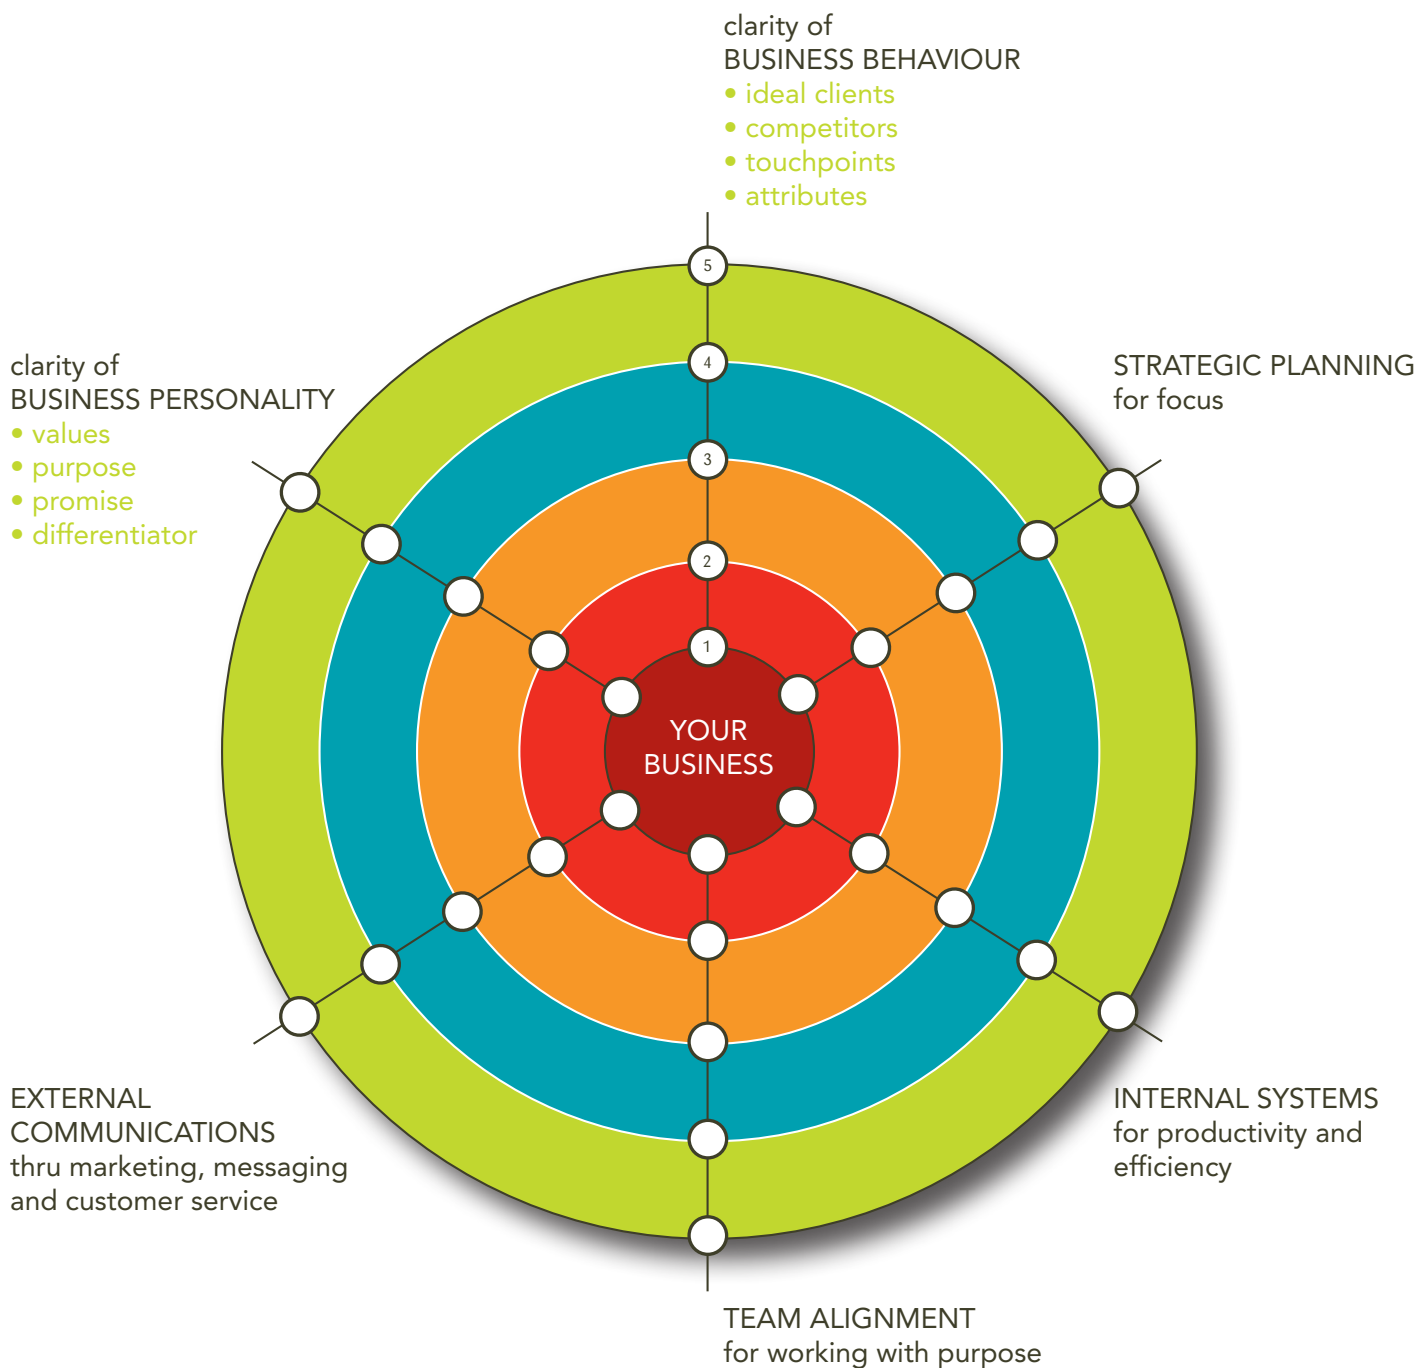 clarity of
BUSINESS BEHAVIOUR
• ideal clients
• competitors
• touchpoints
• attributes
clarity of
BUSINESS PERSONALITY
• values
• purpose
• promise
• differentiator
STRATEGIC PLANNING
for focus
5
4
3
2
1
YOUR
BUSINESS
EXTERNAL
COMMUNICATIONS
thru marketing, messaging
and customer service
INTERNAL SYSTEMS
for productivity and
efficiency
TEAM ALIGNMENT
for working with purpose